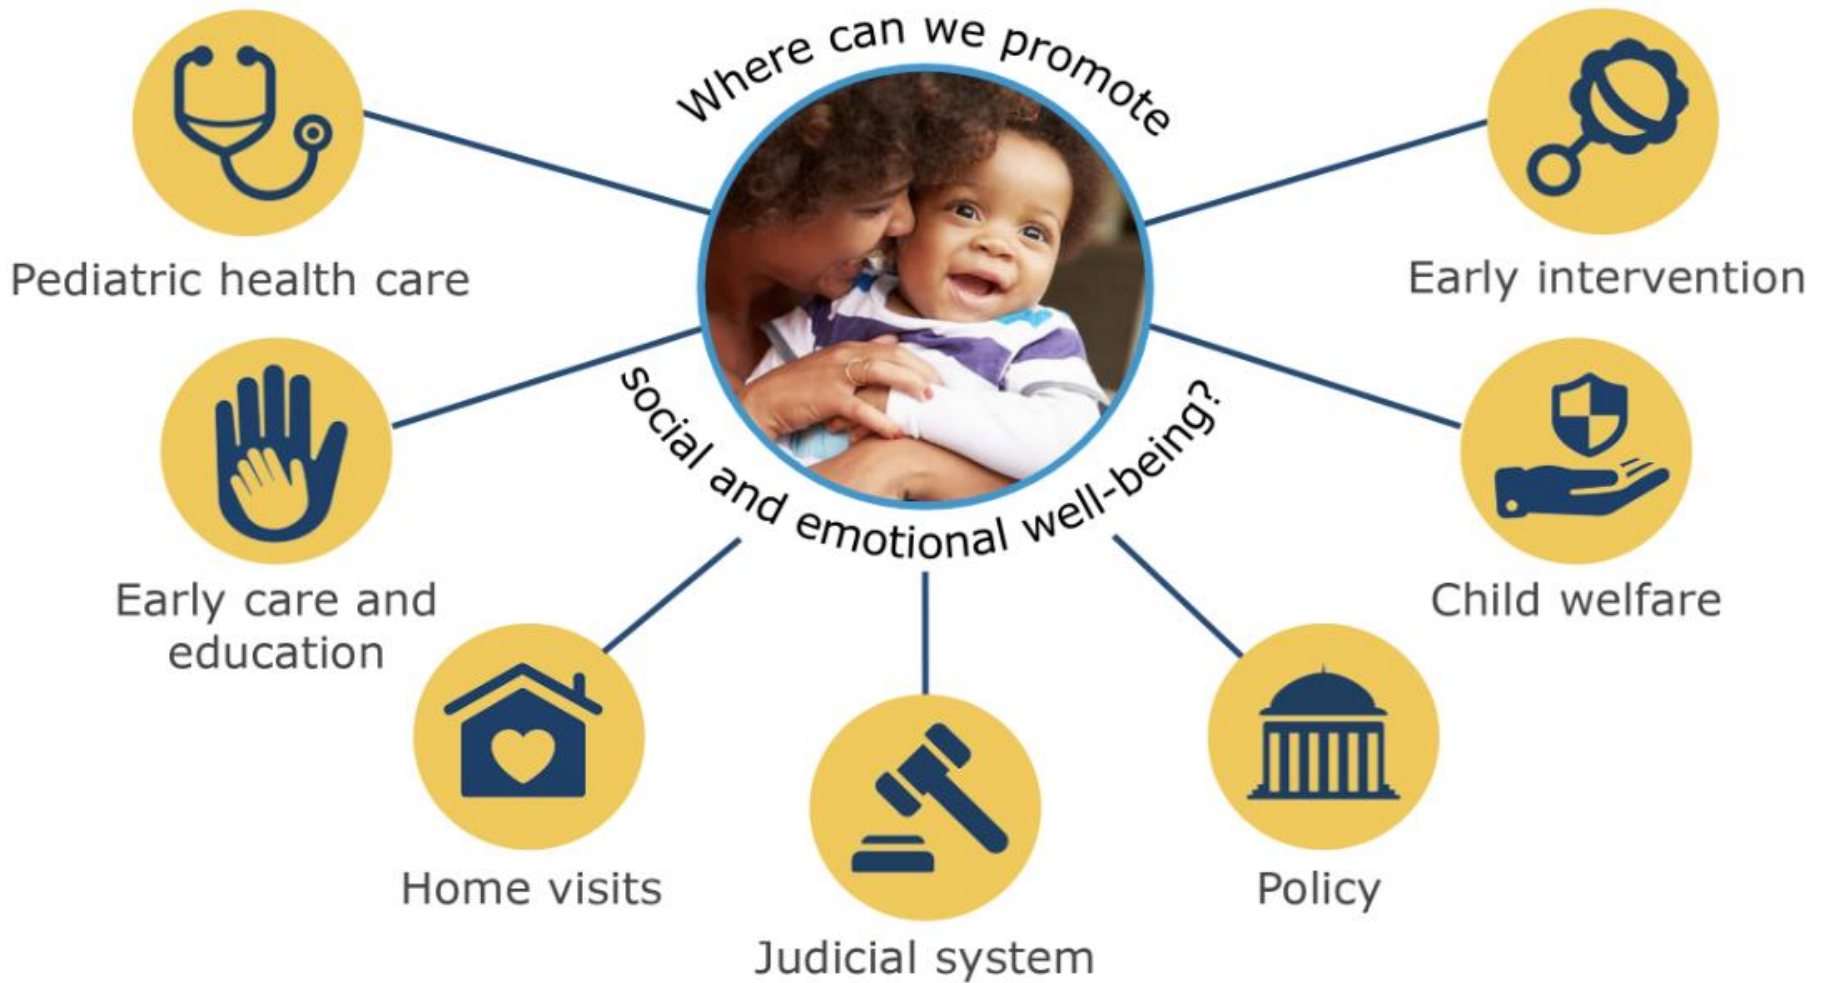 Where can we promote
social and emotional well-being?
Pediatric health care
Early care and
education
Home visits
Judicial system
Policy
Child welfare
Early intervention